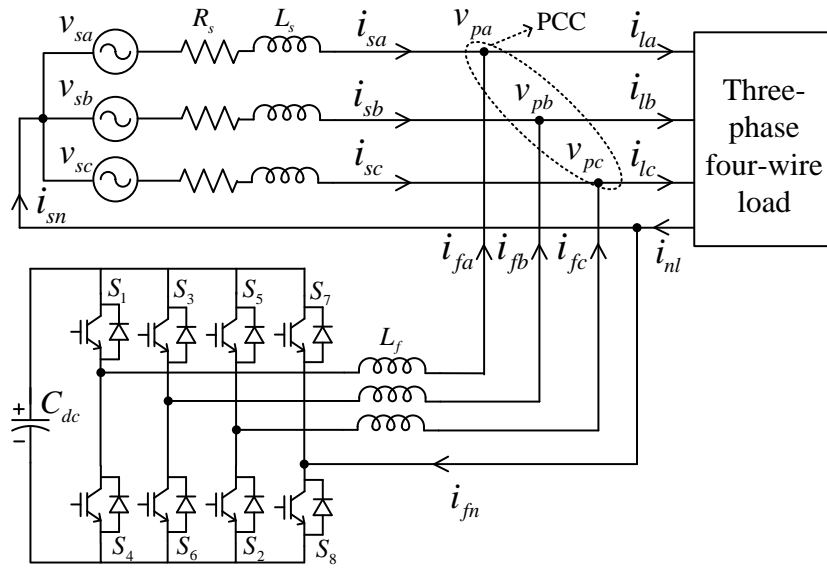 v_sa R_s L_s i_sa v_pa PCC i_la
v_sb i_sb v_pb i_lb
v_sc i_sc v_pc i_lc
Three-
phase
four-wire
load
i_sn i_fa i_fb i_fc i_nl
S_1 S_3 S_5 S_7
L_f
+
C_dc
−
i_fn
S_4 S_6 S_2 S_8